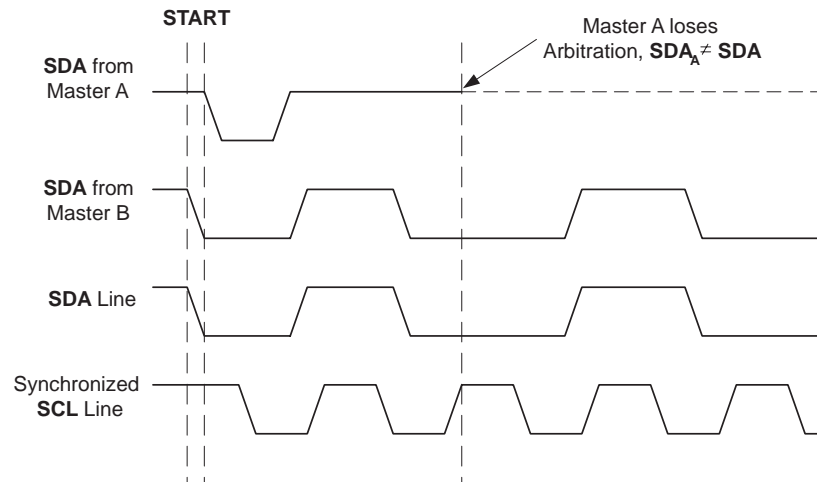 START
Master A loses
Arbitration, SDA_A ≠ SDA
SDA from
Master A
SDA from
Master B
SDA Line
Synchronized
SCL Line